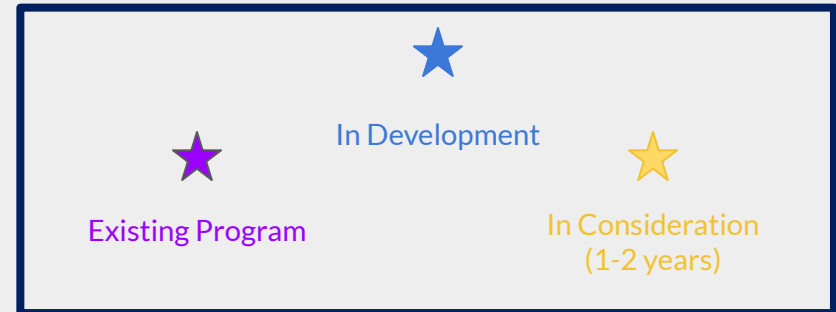 In Development
Existing Program
In Consideration
(1-2 years)